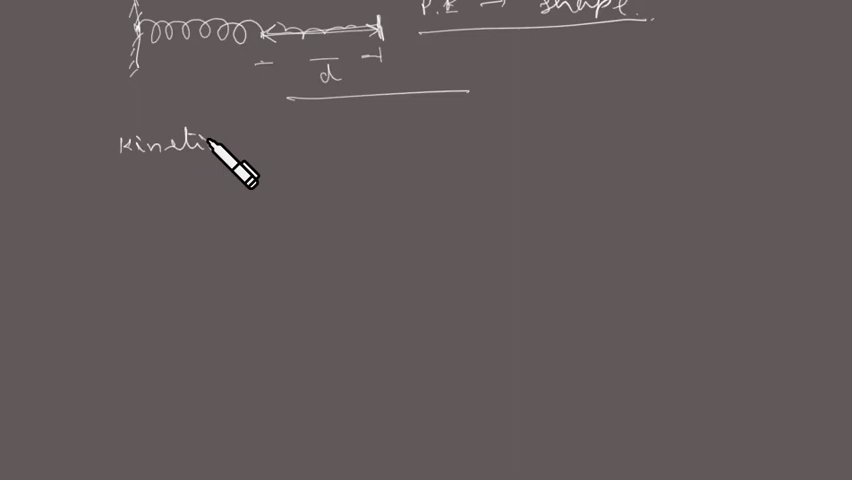 P.E → shape.
d
Kineti